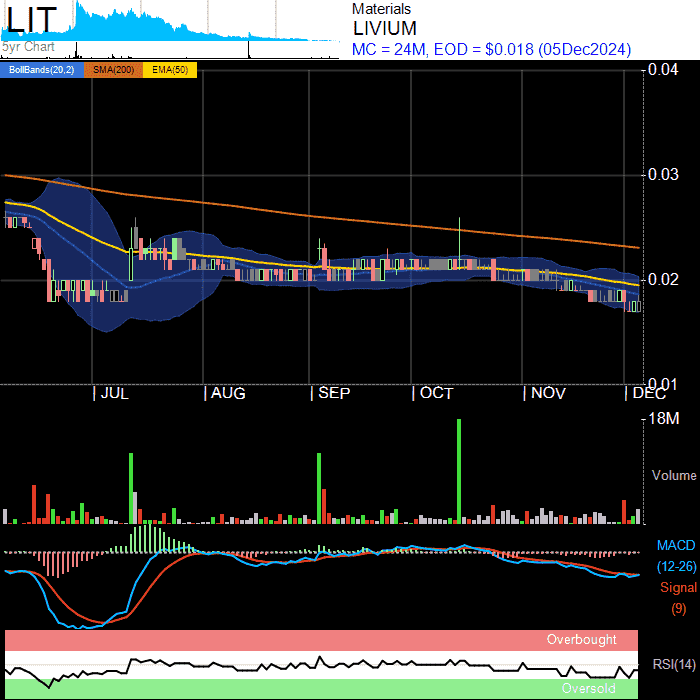 LIT
5yr Chart
Materials
LIVIUM
MC = 24M, EOD = $0.018 (05Dec2024)
BollBands(20,2) SMA(200) EMA(50)
0.04
0.03
0.02
0.01
JUL AUG SEP OCT NOV DEC
18M
Volume
MACD
(12-26)
Signal
(9)
Overbought
RSI(14)
Oversold